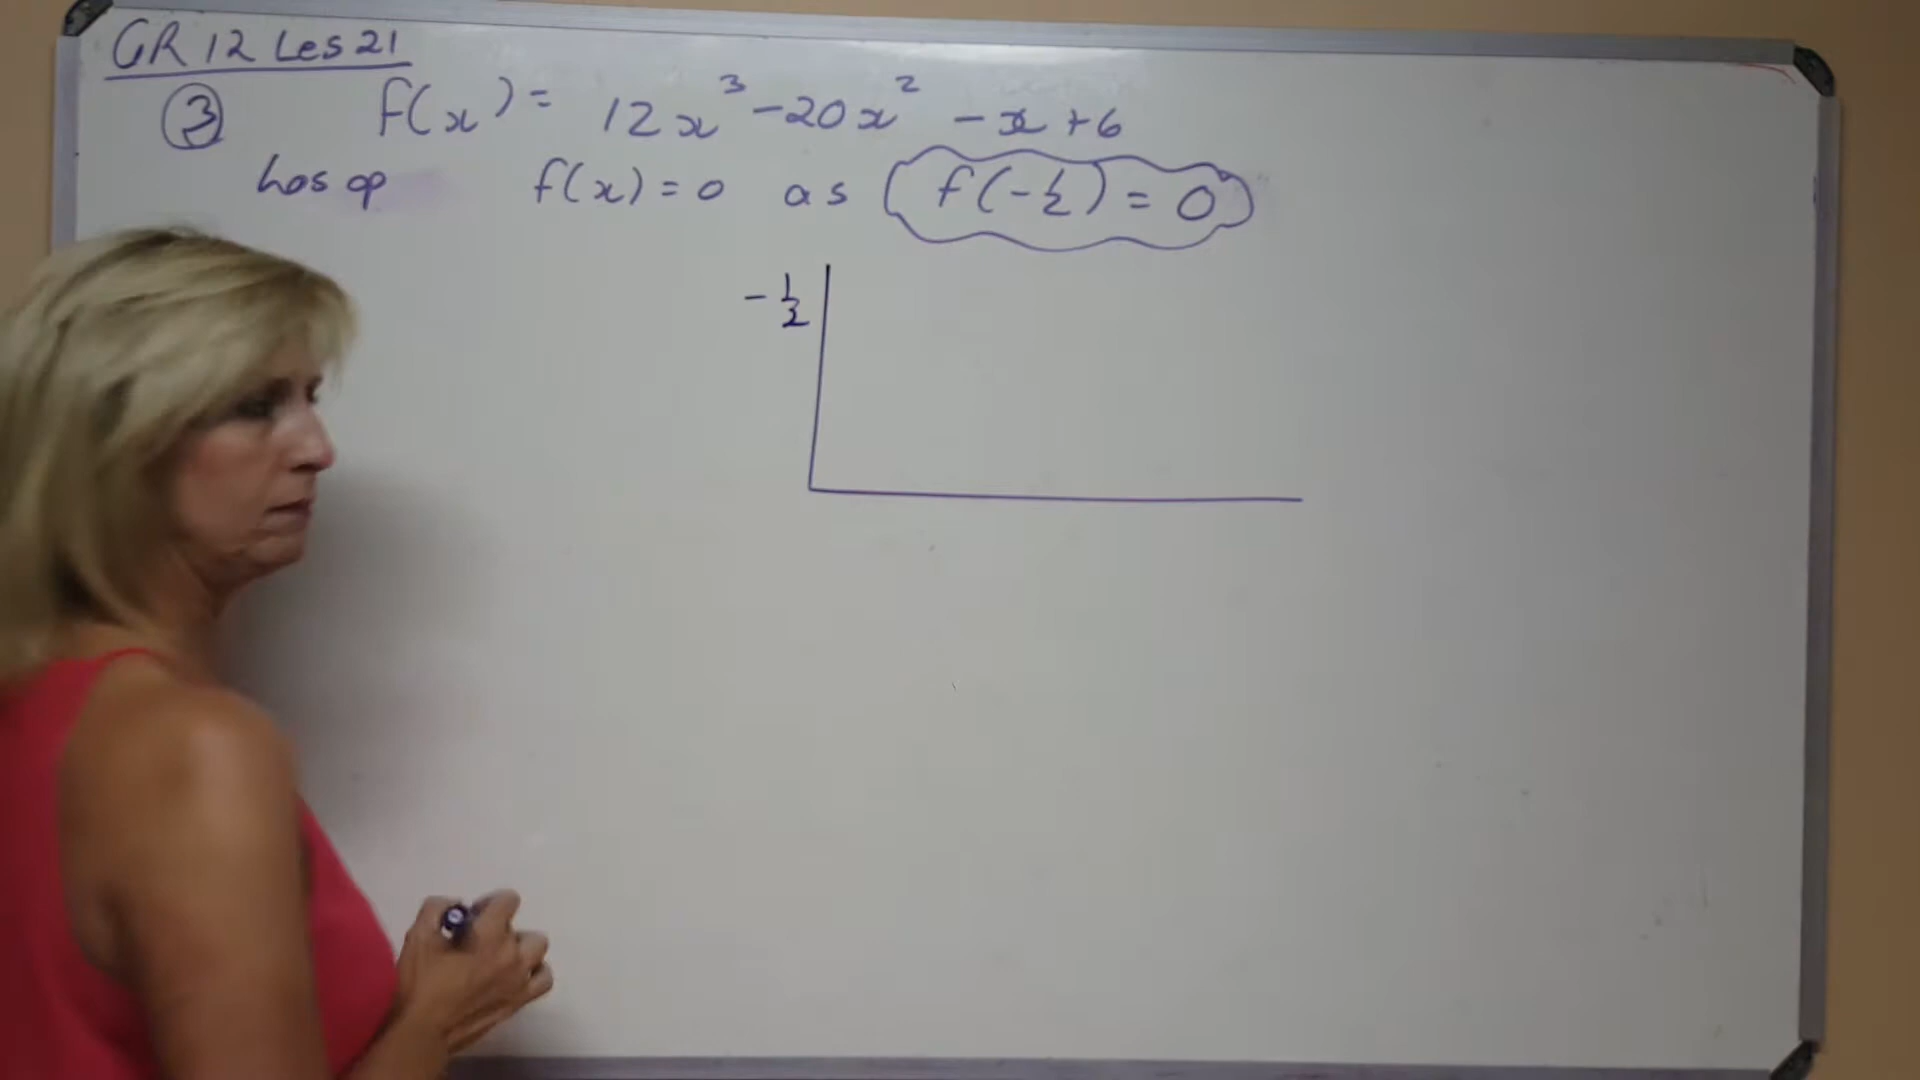 GR 12 Les 21
③ f(x) = 12x³ - 20x² - x + 6
Los op f(x) = 0 as f(-½) = 0
-½